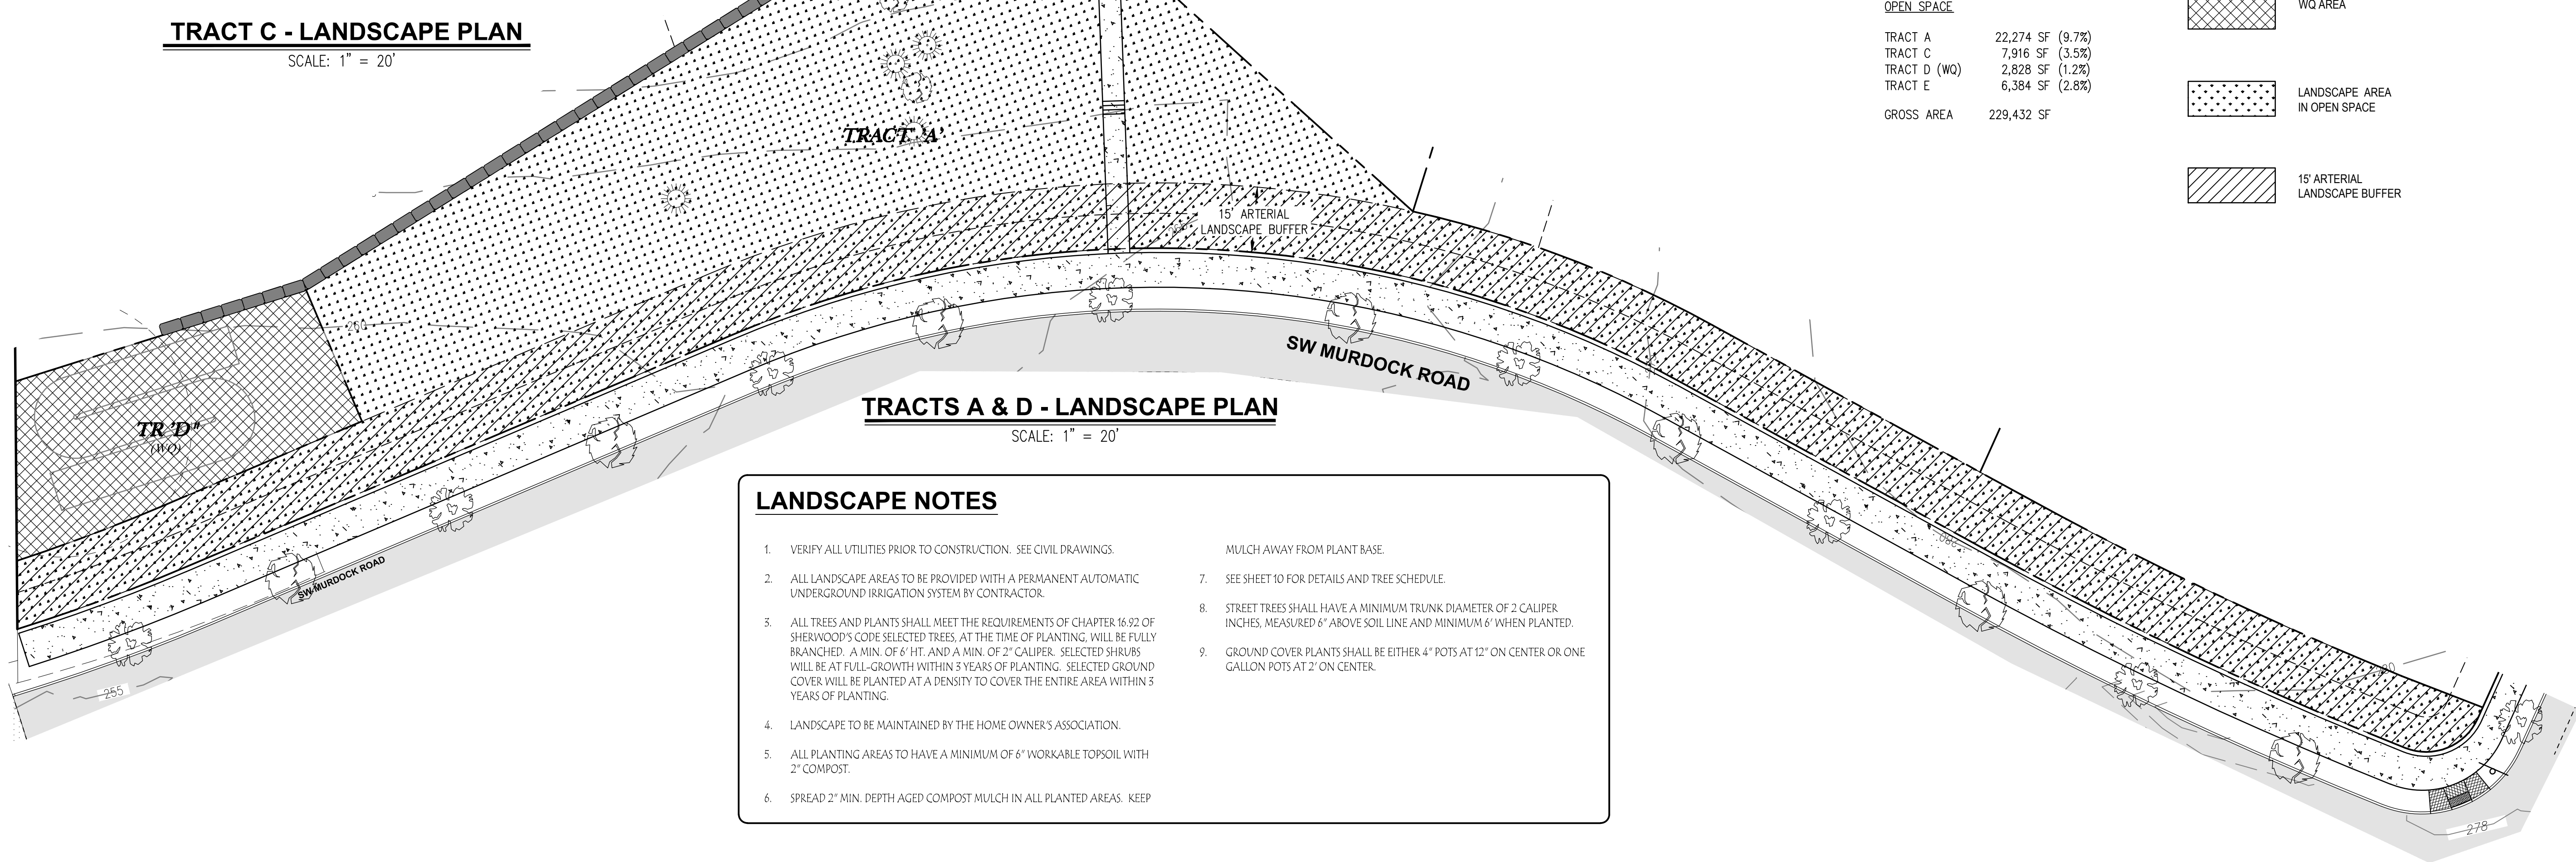 TRACT C - LANDSCAPE PLAN
SCALE: 1" = 20'
OPEN SPACE
TRACT A 22,274 SF (9.7%)
TRACT C 7,916 SF (3.5%)
TRACT D (WQ) 2,828 SF (1.2%)
TRACT E 6,384 SF (2.8%)
GROSS AREA 229,432 SF
WQ AREA
LANDSCAPE AREA
IN OPEN SPACE
15' ARTERIAL
LANDSCAPE BUFFER
TRACT 'A'
15' ARTERIAL
LANDSCAPE BUFFER
260
SW MURDOCK ROAD
TR 'D"
(WQ)
TRACTS A & D - LANDSCAPE PLAN
SCALE: 1" = 20'
SW MURDOCK ROAD
255
LANDSCAPE NOTES
1. VERIFY ALL UTILITIES PRIOR TO CONSTRUCTION. SEE CIVIL DRAWINGS.
2. ALL LANDSCAPE AREAS TO BE PROVIDED WITH A PERMANENT AUTOMATIC
UNDERGROUND IRRIGATION SYSTEM BY CONTRACTOR.
3. ALL TREES AND PLANTS SHALL MEET THE REQUIREMENTS OF CHAPTER 16.92 OF
SHERWOOD'S CODE SELECTED TREES, AT THE TIME OF PLANTING, WILL BE FULLY
BRANCHED. A MIN. OF 6' HT. AND A MIN. OF 2" CALIPER. SELECTED SHRUBS
WILL BE AT FULL-GROWTH WITHIN 3 YEARS OF PLANTING. SELECTED GROUND
COVER WILL BE PLANTED AT A DENSITY TO COVER THE ENTIRE AREA WITHIN 3
YEARS OF PLANTING.
4. LANDSCAPE TO BE MAINTAINED BY THE HOME OWNER'S ASSOCIATION.
5. ALL PLANTING AREAS TO HAVE A MINIMUM OF 6" WORKABLE TOPSOIL WITH
2" COMPOST.
6. SPREAD 2" MIN. DEPTH AGED COMPOST MULCH IN ALL PLANTED AREAS. KEEP
MULCH AWAY FROM PLANT BASE.
7. SEE SHEET 10 FOR DETAILS AND TREE SCHEDULE.
8. STREET TREES SHALL HAVE A MINIMUM TRUNK DIAMETER OF 2 CALIPER
INCHES, MEASURED 6" ABOVE SOIL LINE AND MINIMUM 6' WHEN PLANTED.
9. GROUND COVER PLANTS SHALL BE EITHER 4" POTS AT 12" ON CENTER OR ONE
GALLON POTS AT 2' ON CENTER.
278